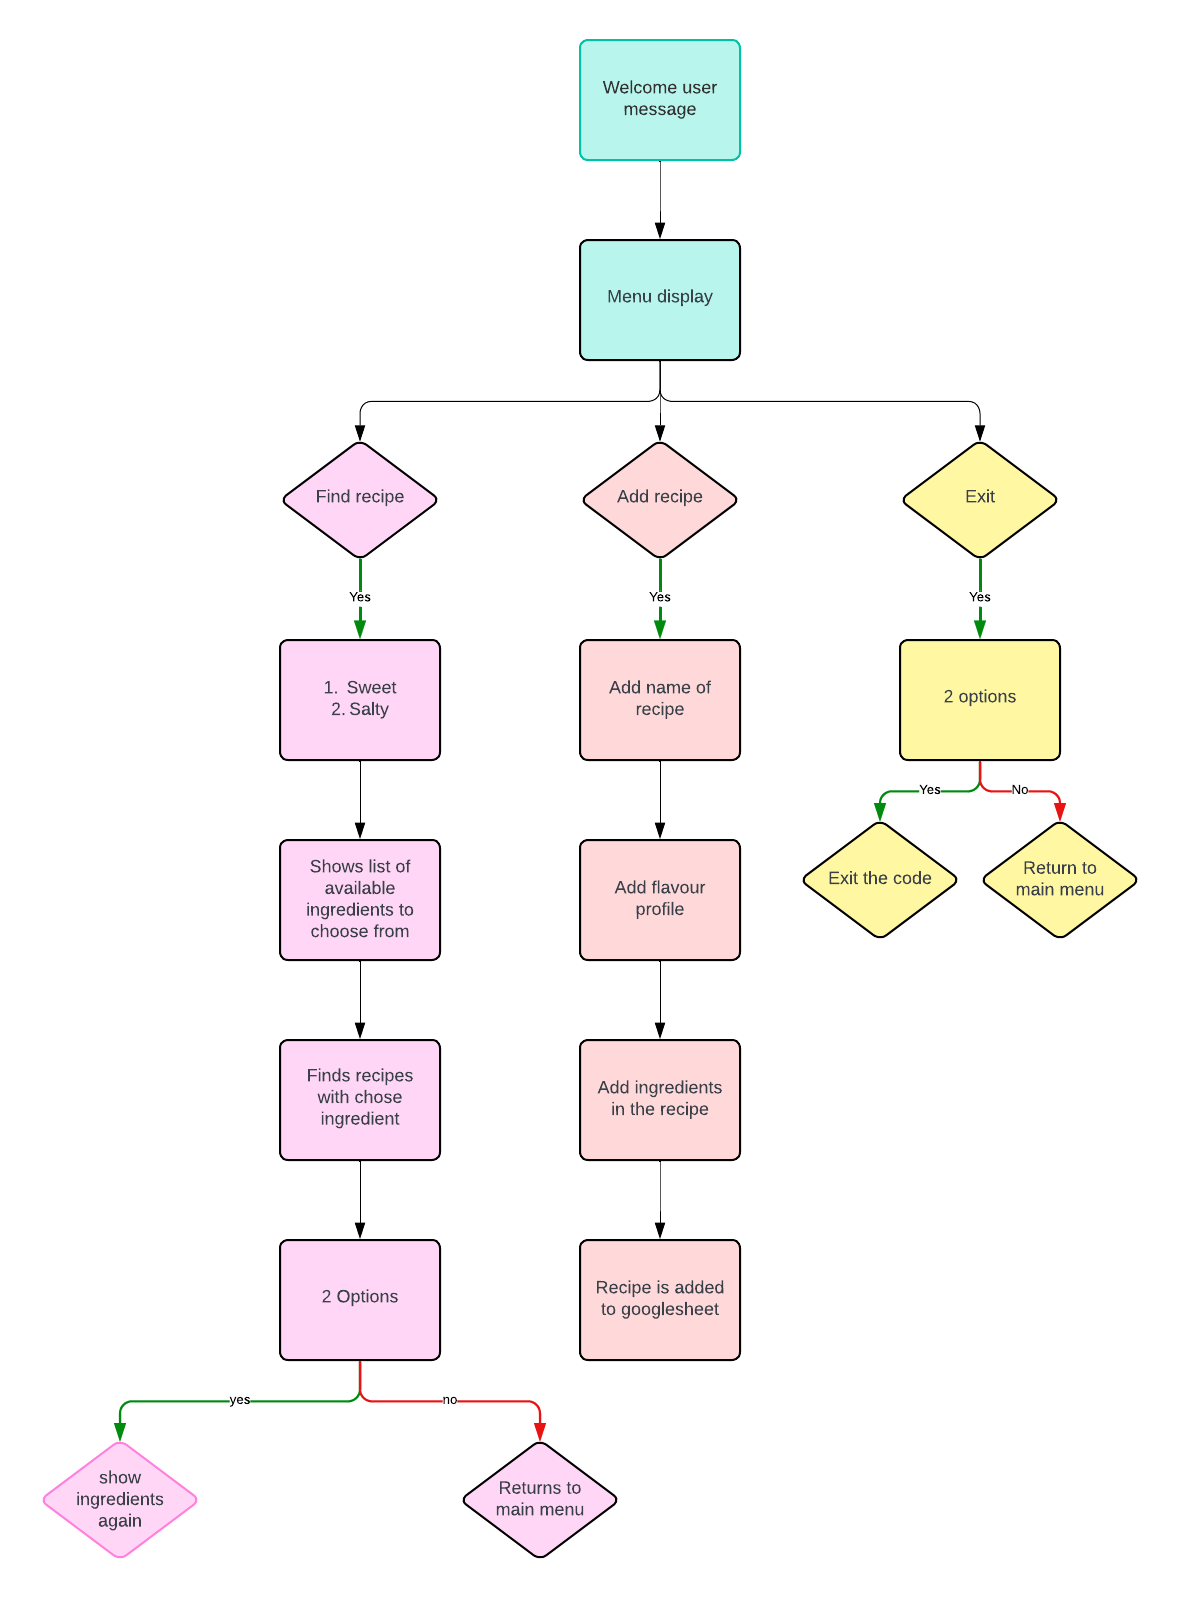 Welcome user
message
Menu display
Find recipe
Add recipe
Exit
Yes
Yes
Yes
1. Sweet
2. Salty
Add name of
recipe
2 options
Yes
No
Shows list of
available
ingredients to
choose from
Add flavour
profile
Exit the code
Return to
main menu
Finds recipes
with chose
ingredient
Add ingredients
in the recipe
2 Options
Recipe is added
to googlesheet
yes
no
show
ingredients
again
Returns to
main menu